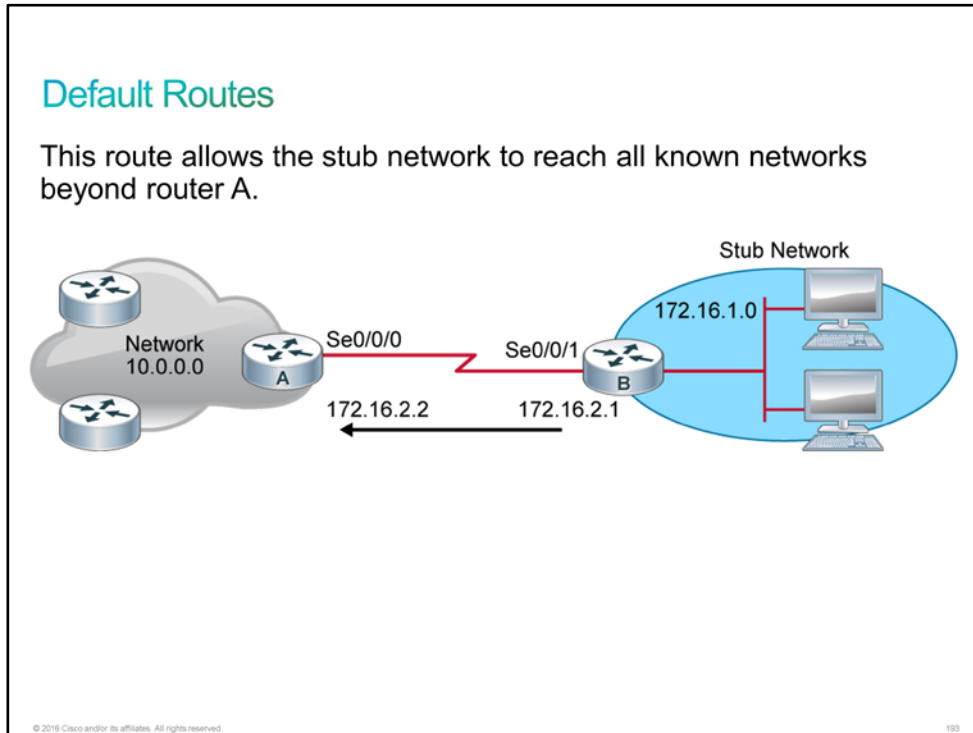 Default Routes
This route allows the stub network to reach all known networks
beyond router A.
Stub Network
172.16.1.0
Network
10.0.0.0
A
Se0/0/0
Se0/0/1
B
172.16.2.2
172.16.2.1
© 2016 Cisco and/or its affiliates. All rights reserved.
193